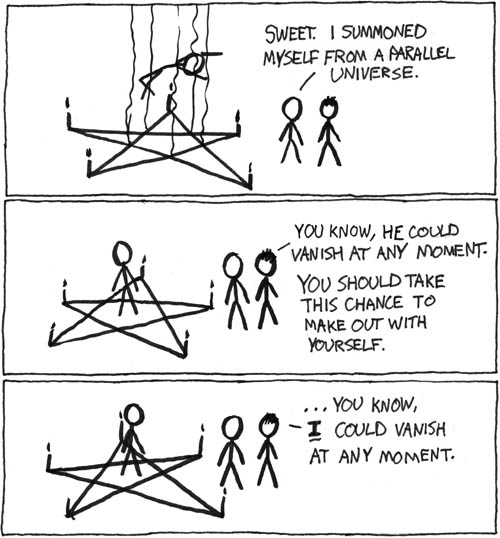 SWEET. I SUMMONED
MYSELF FROM A PARALLEL
UNIVERSE.
YOU KNOW, HE COULD
VANISH AT ANY MOMENT.
YOU SHOULD TAKE
THIS CHANCE TO
MAKE OUT WITH
YOURSELF.
... YOU KNOW,
I COULD VANISH
AT ANY MOMENT.